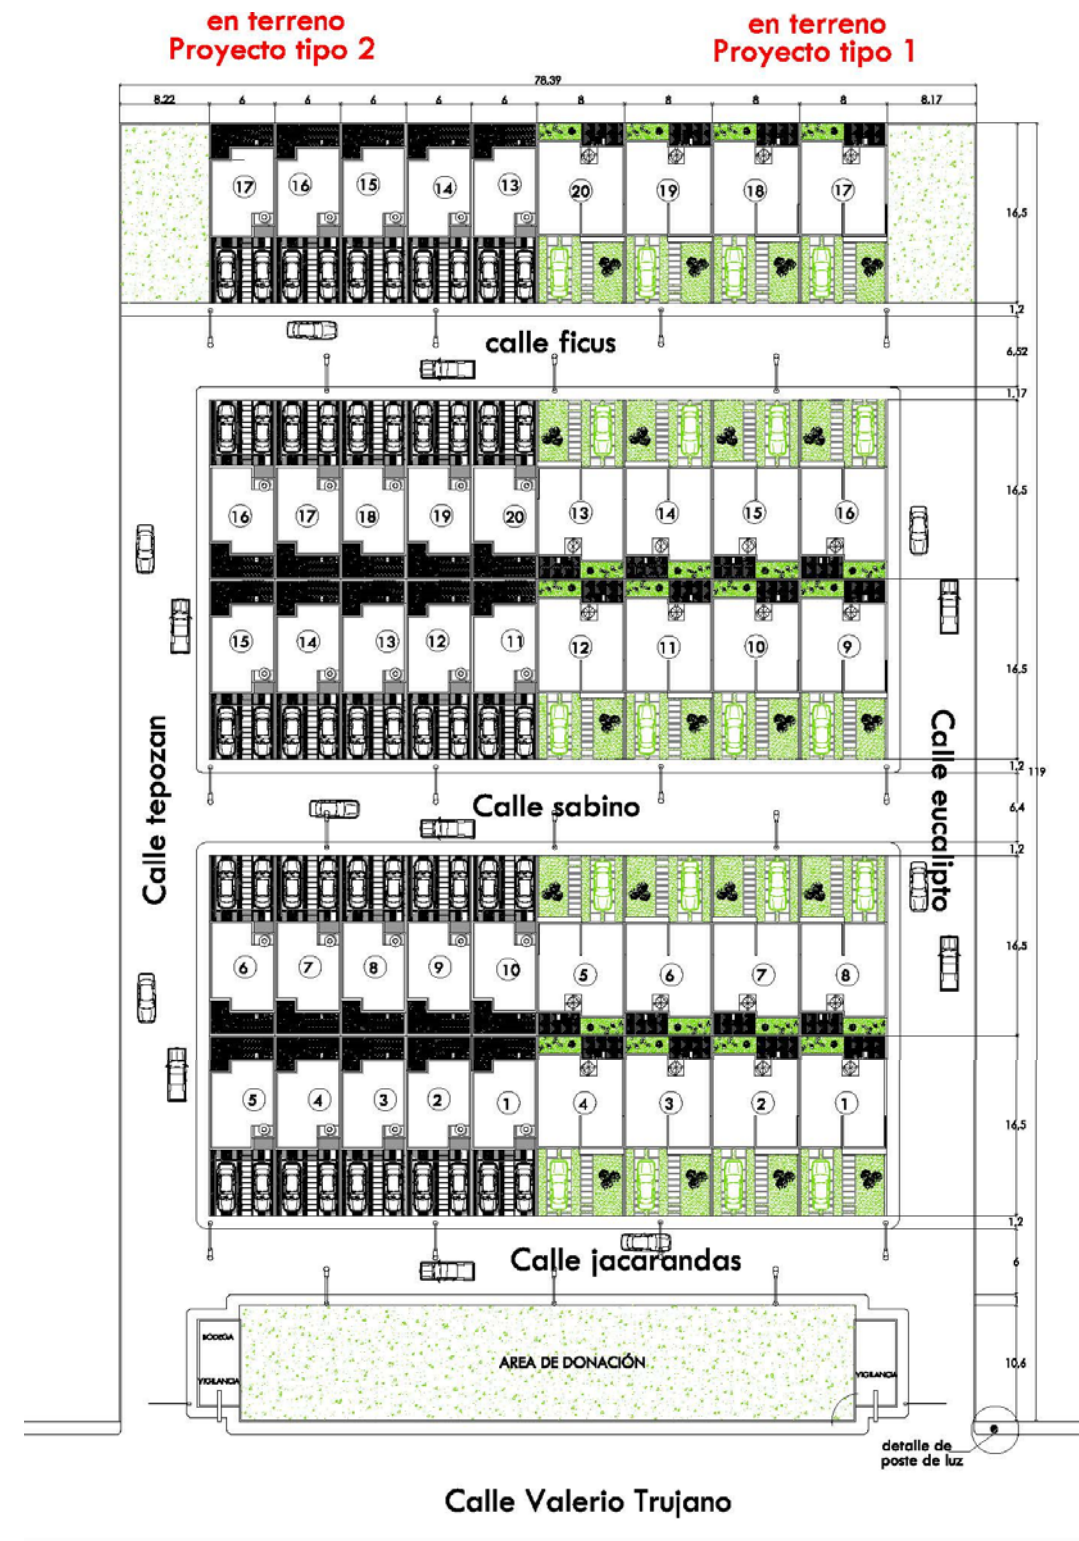 en terreno
Proyecto tipo 2
en terreno
Proyecto tipo 1
78.39
8.22 6 6 6 6 6 8 8 8 8 8.17
17 16 15 14 13 20 19 18 17
16,5
1,2
calle ficus
6,52
1,17
16 17 18 19 20 13 14 15 16
16,5
15 14 13 12 11 12 11 10 9
16,5
Calle tepozan
Calle eucalipto
1,2
119
Calle sabino
6,4
1,2
6 7 8 9 10 5 6 7 8
16,5
5 4 3 2 1 4 3 2 1
16,5
1,2
Calle jacarandas
6
1
BODEGA
VIGILANCIA
AREA DE DONACIÓN
VIGILANCIA
10,6
detalle de
poste de luz
Calle Valerio Trujano